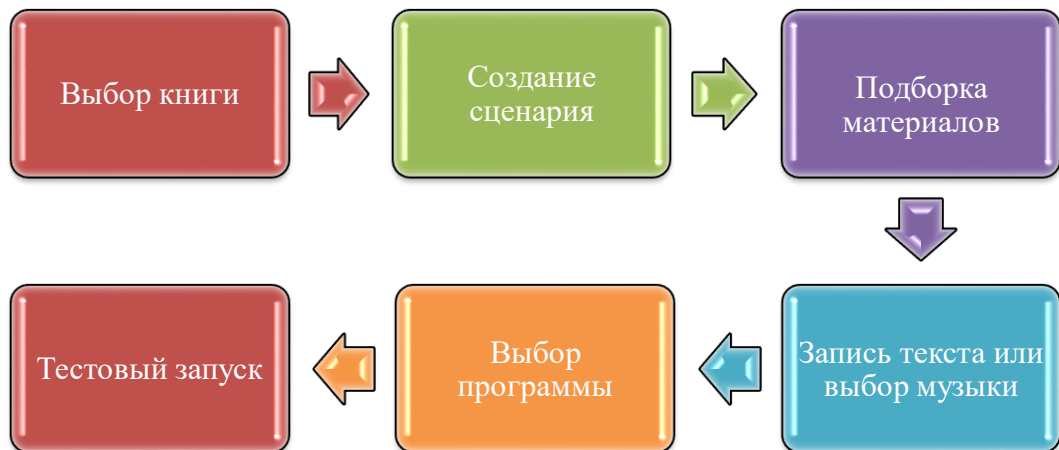 Выбор книги
Создание
сценария
Подборка
материалов
Запись текста или
выбор музыки
Выбор
программы
Тестовый запуск